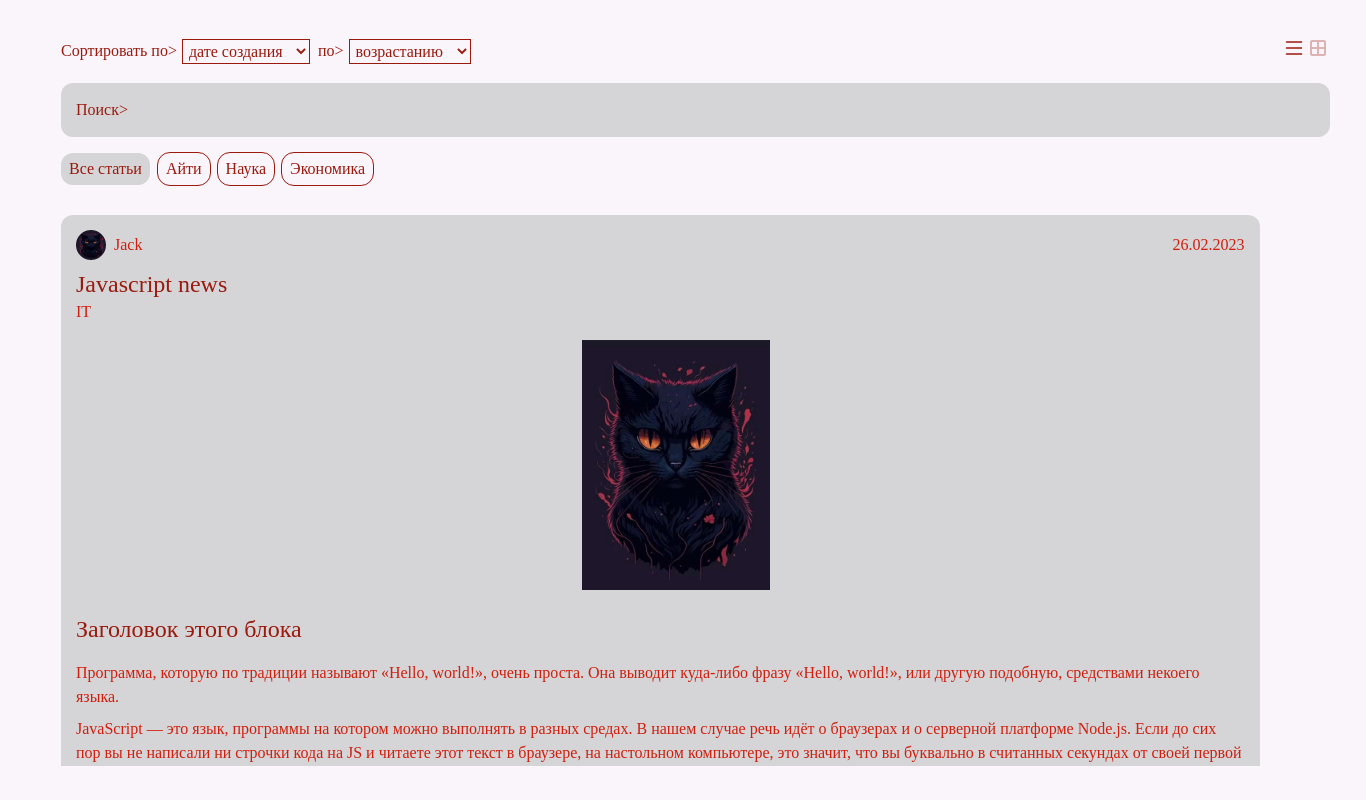 Сортировать по> дате создания по> возрастанию
Поиск>
Все статьи Айти Наука Экономика
Jack 26.02.2023
Javascript news
IT
Заголовок этого блока
Программа, которую по традиции называют «Hello, world!», очень проста. Она выводит куда-либо фразу «Hello, world!», или другую подобную, средствами некоего
языка.
JavaScript — это язык, программы на котором можно выполнять в разных средах. В нашем случае речь идёт о браузерах и о серверной платформе Node.js. Если до сих
пор вы не написали ни строчки кода на JS и читаете этот текст в браузере, на настольном компьютере, это значит, что вы буквально в считанных секундах от своей первой